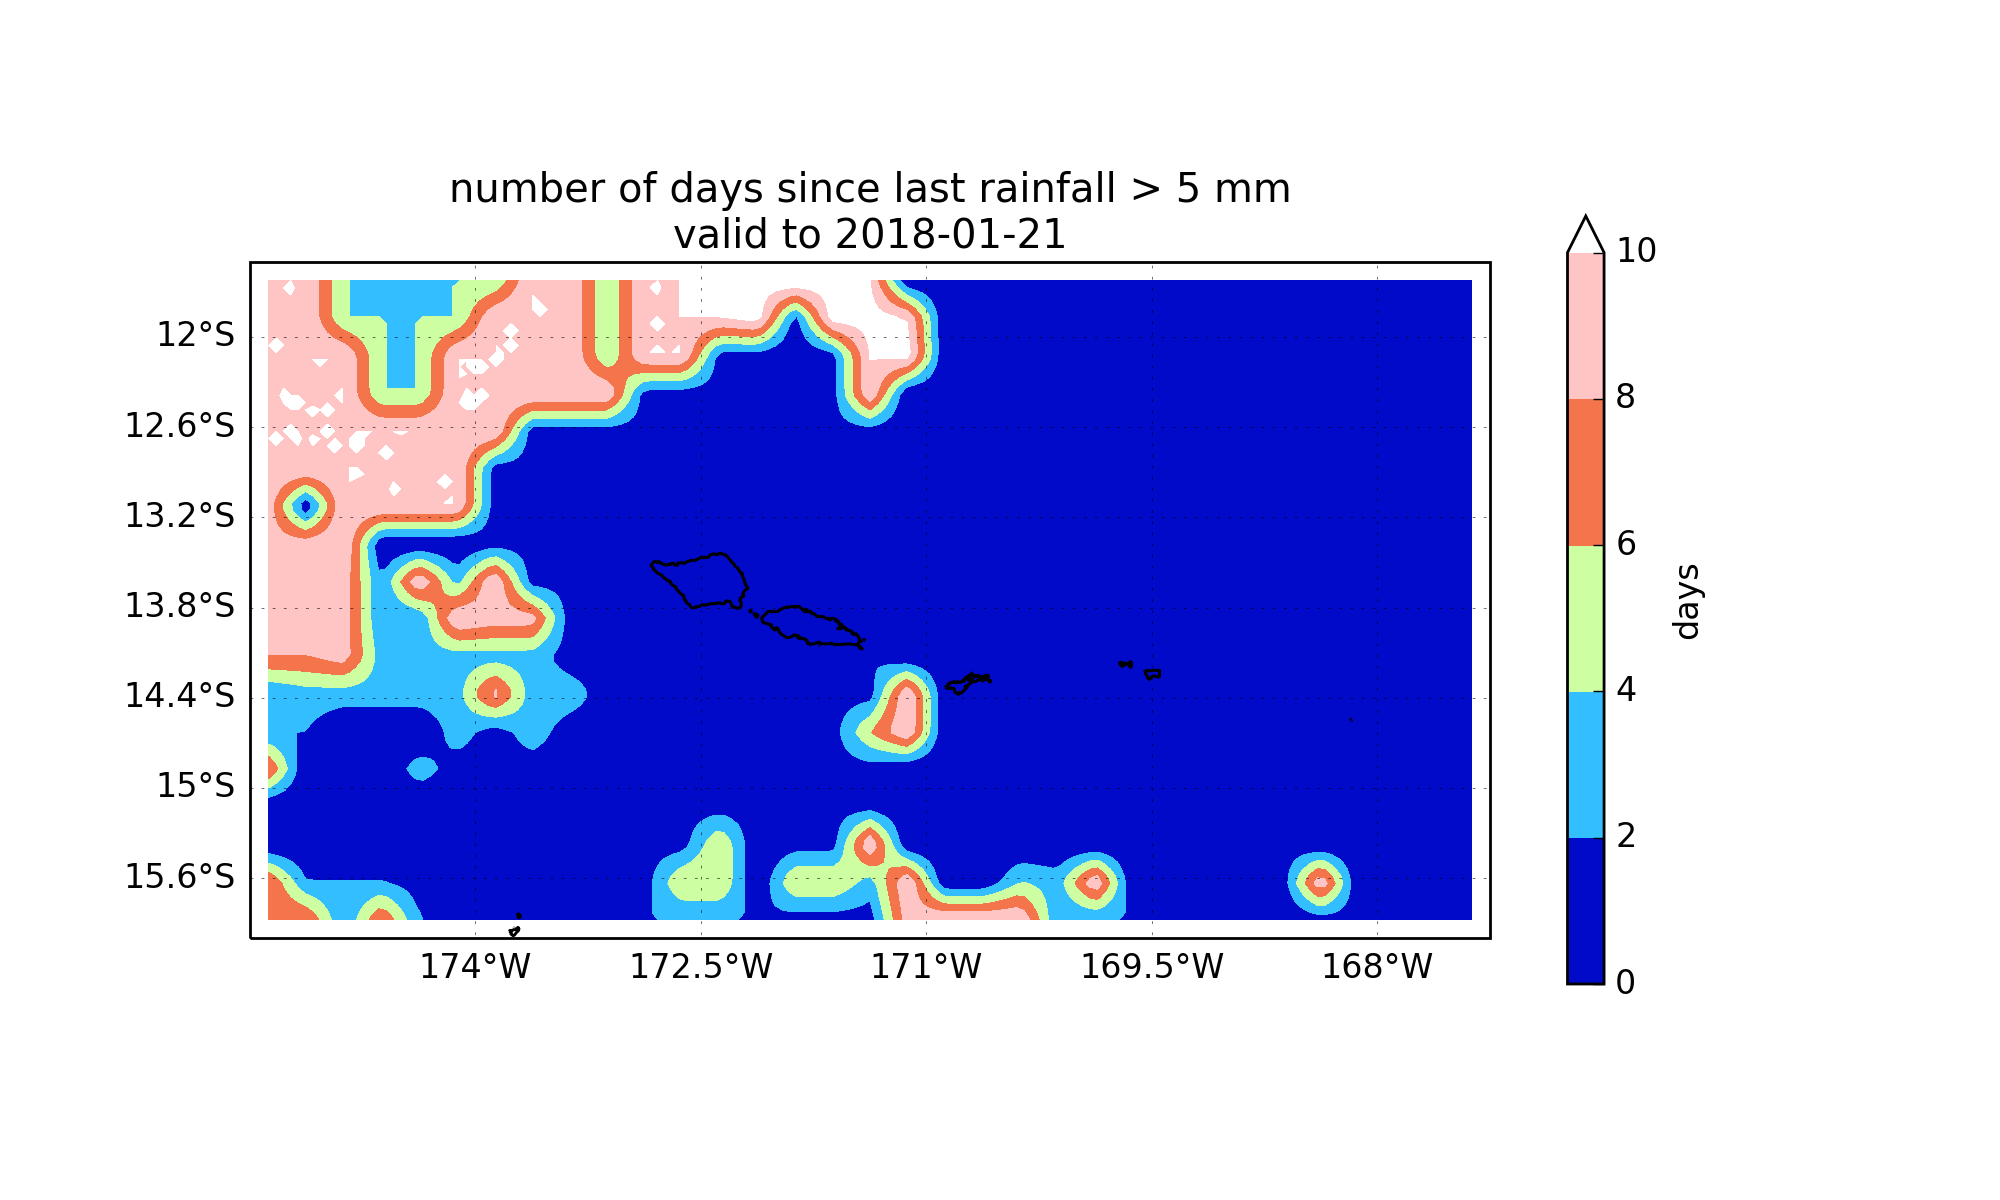 number of days since last rainfall > 5 mm
valid to 2018-01-21
12°S
12.6°S
13.2°S
13.8°S
14.4°S
15°S
15.6°S
174°W 172.5°W 171°W 169.5°W 168°W
10
8
6
4
2
0
days